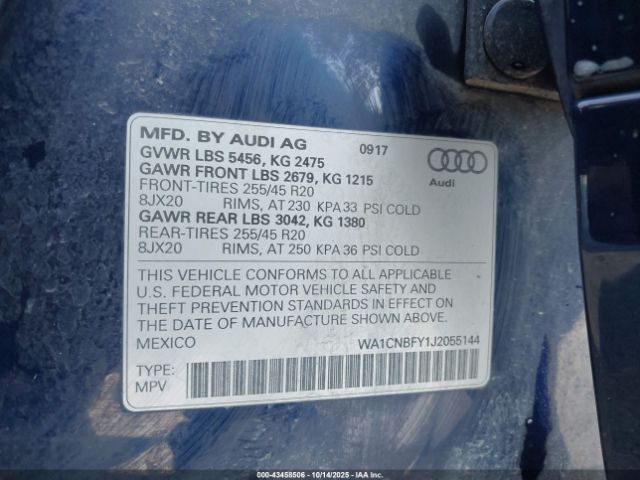 MFD. BY AUDI AG 09 17
GVWR LBS 5456, KG 2475
GAWR FRONT LBS 2679, KG 1215
FRONT-TIRES 255/45 R20
8JX20 RIMS, AT 230 KPA 33 PSI COLD
GAWR REAR LBS 3042, KG 1380
REAR-TIRES 255/45 R20
8JX20 RIMS, AT 250 KPA 36 PSI COLD
Audi
THIS VEHICLE CONFORMS TO ALL APPLICABLE
U.S. FEDERAL MOTOR VEHICLE SAFETY AND
THEFT PREVENTION STANDARDS IN EFFECT ON
THE DATE OF MANUFACTURE SHOWN ABOVE.
MEXICO WA1CNBFY1J2055144
TYPE:
MPV
000-43458506 - 10/14/2025 - IAAI.COM